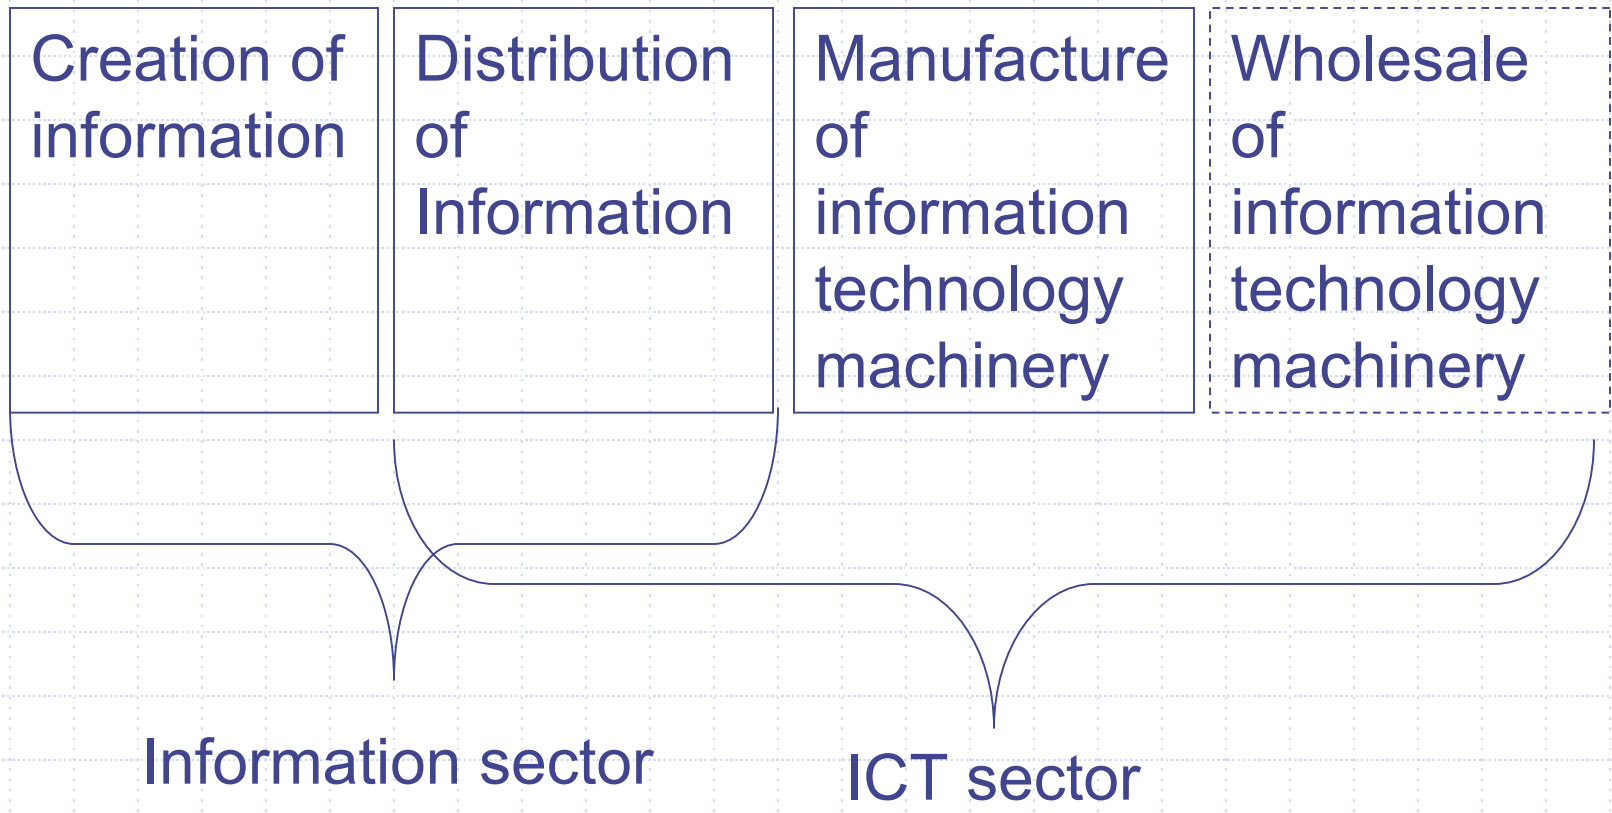 Creation of
information
Distribution
of
Information
Manufacture
of
information
technology
machinery
Wholesale
of
information
technology
machinery
Information sector
ICT sector